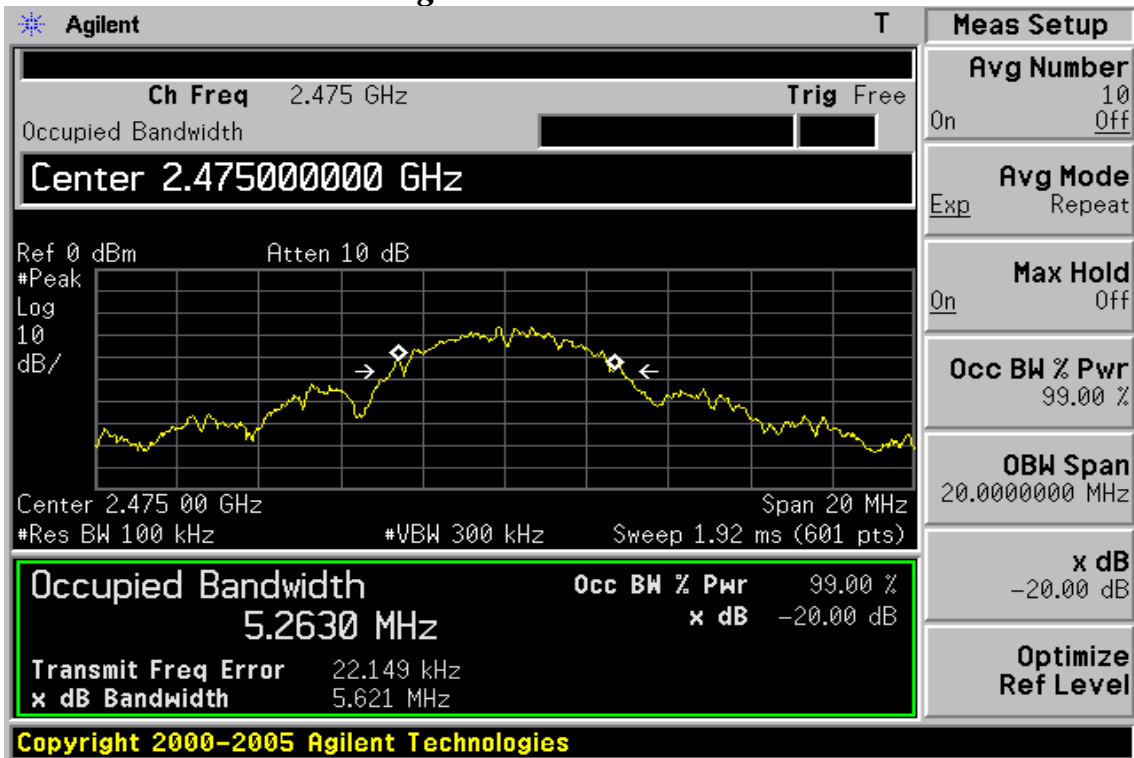 Agilent T
Ch Freq 2.475 GHz Trig Free
Occupied Bandwidth
Center 2.475000000 GHz
Ref 0 dBm Atten 10 dB
#Peak
Log
10
dB/
Center 2.475 00 GHz Span 20 MHz
#Res BW 100 kHz #VBW 300 kHz Sweep 1.92 ms (601 pts)
Occupied Bandwidth Occ BW % Pwr 99.00 %
5.2630 MHz x dB -20.00 dB
Transmit Freq Error 22.149 kHz
x dB Bandwidth 5.621 MHz
Copyright 2000-2005 Agilent Technologies
Meas Setup
Avg Number
10
On Off
Avg Mode
Exp Repeat
Max Hold
On Off
Occ BW % Pwr
99.00 %
OBW Span
20.0000000 MHz
x dB
-20.00 dB
Optimize
Ref Level